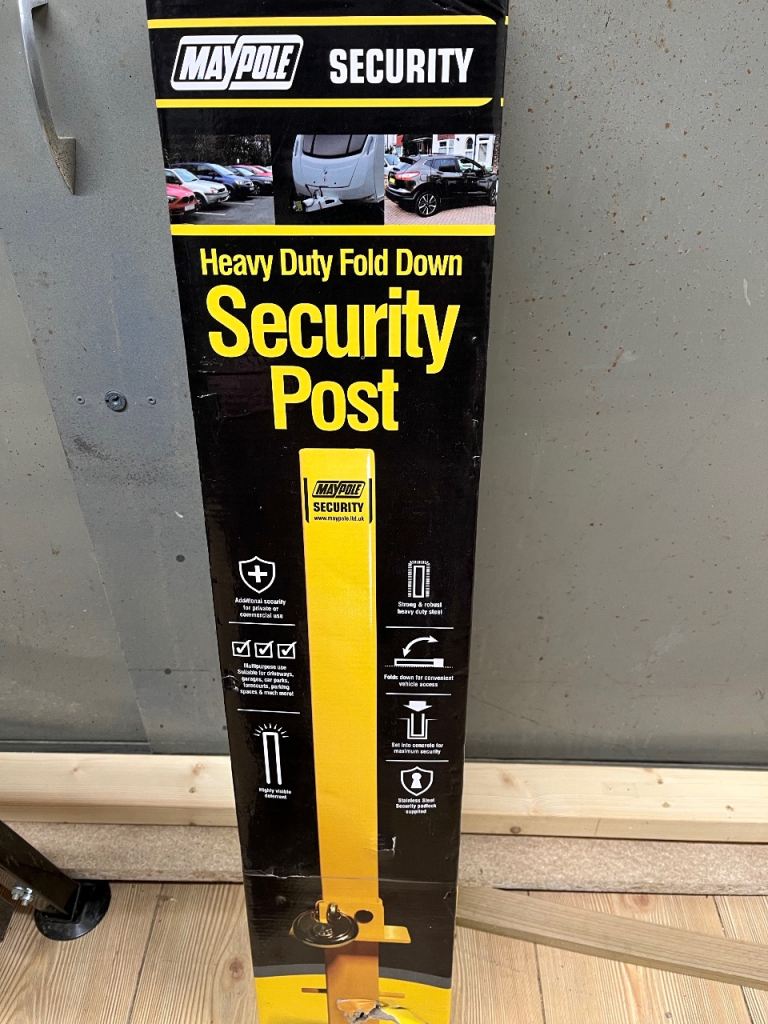 MAYPOLE SECURITY
Heavy Duty Fold Down
Security
Post
MAYPOLE
SECURITY
www.maypole.ltd.uk
Additional security
for private or
commercial use
Multipurpose use
Suitable for driveways,
garages, car parks,
forecourts, parking
spaces & much more!
Highly visible
deterrent
Strong & robust
heavy duty steel
Folds down for convenient
vehicle access
Set into concrete for
maximum security
Stainless Steel
Security padlock
supplied